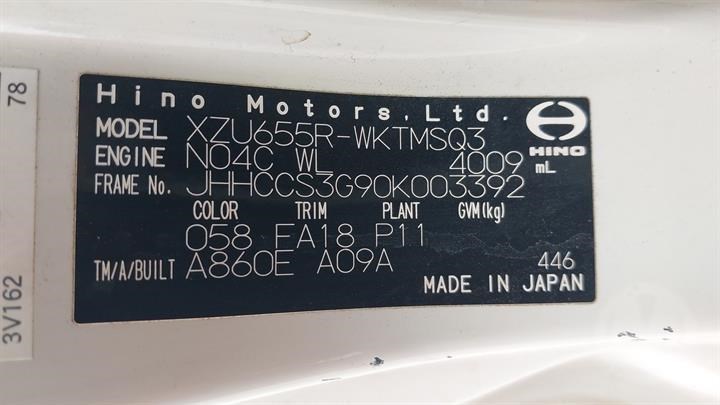 Hino Motors,Ltd.
MODEL XZU655R-WKTMSQ3
HINO
ENGINE N04C WL 4009 mL
FRAME No. JHHCCS3G90K003392
COLOR TRIM PLANT GVM(kg)
058 FA18 P11
TM/A/BUILT A860E A09A 446
MADE IN JAPAN
78
3V162